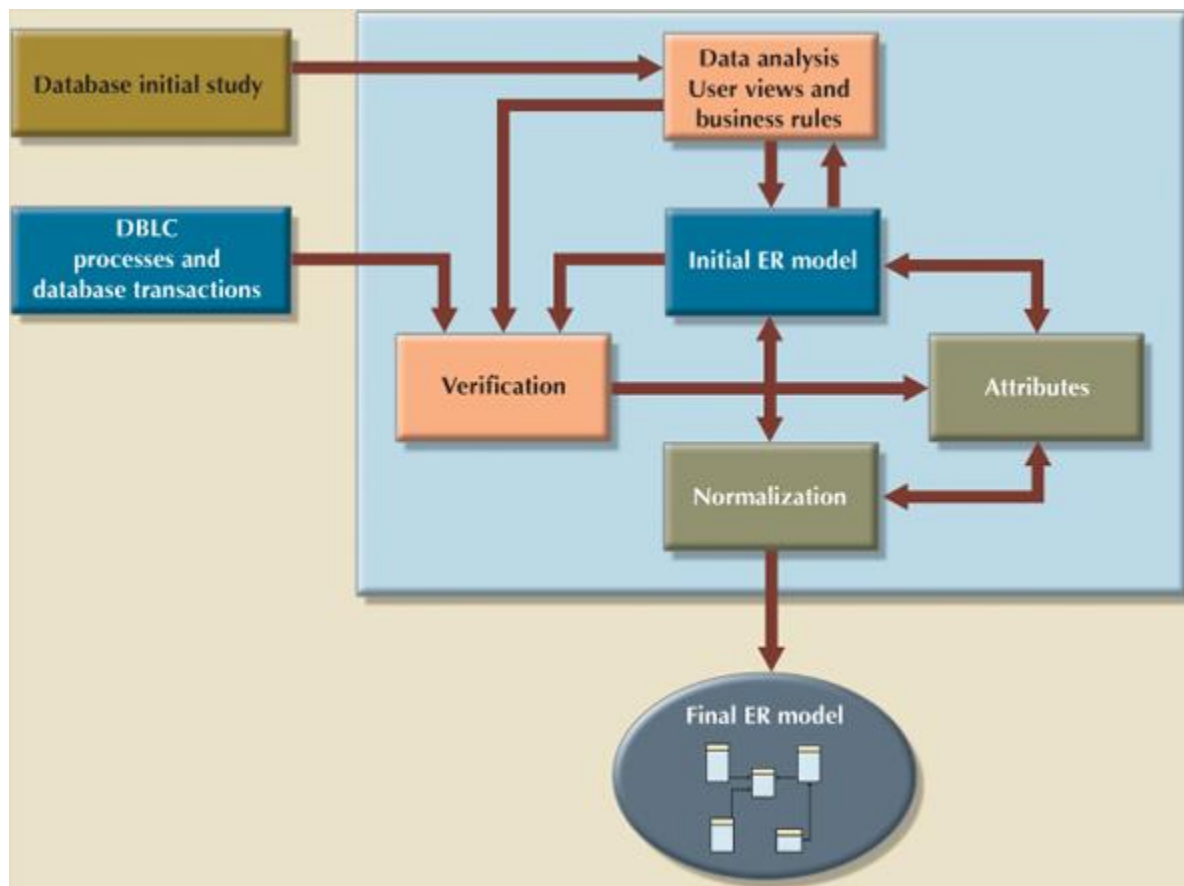 Database initial study
Data analysis
User views and
business rules
DBLC
processes and
database transactions
Initial ER model
Verification
Attributes
Normalization
Final ER model